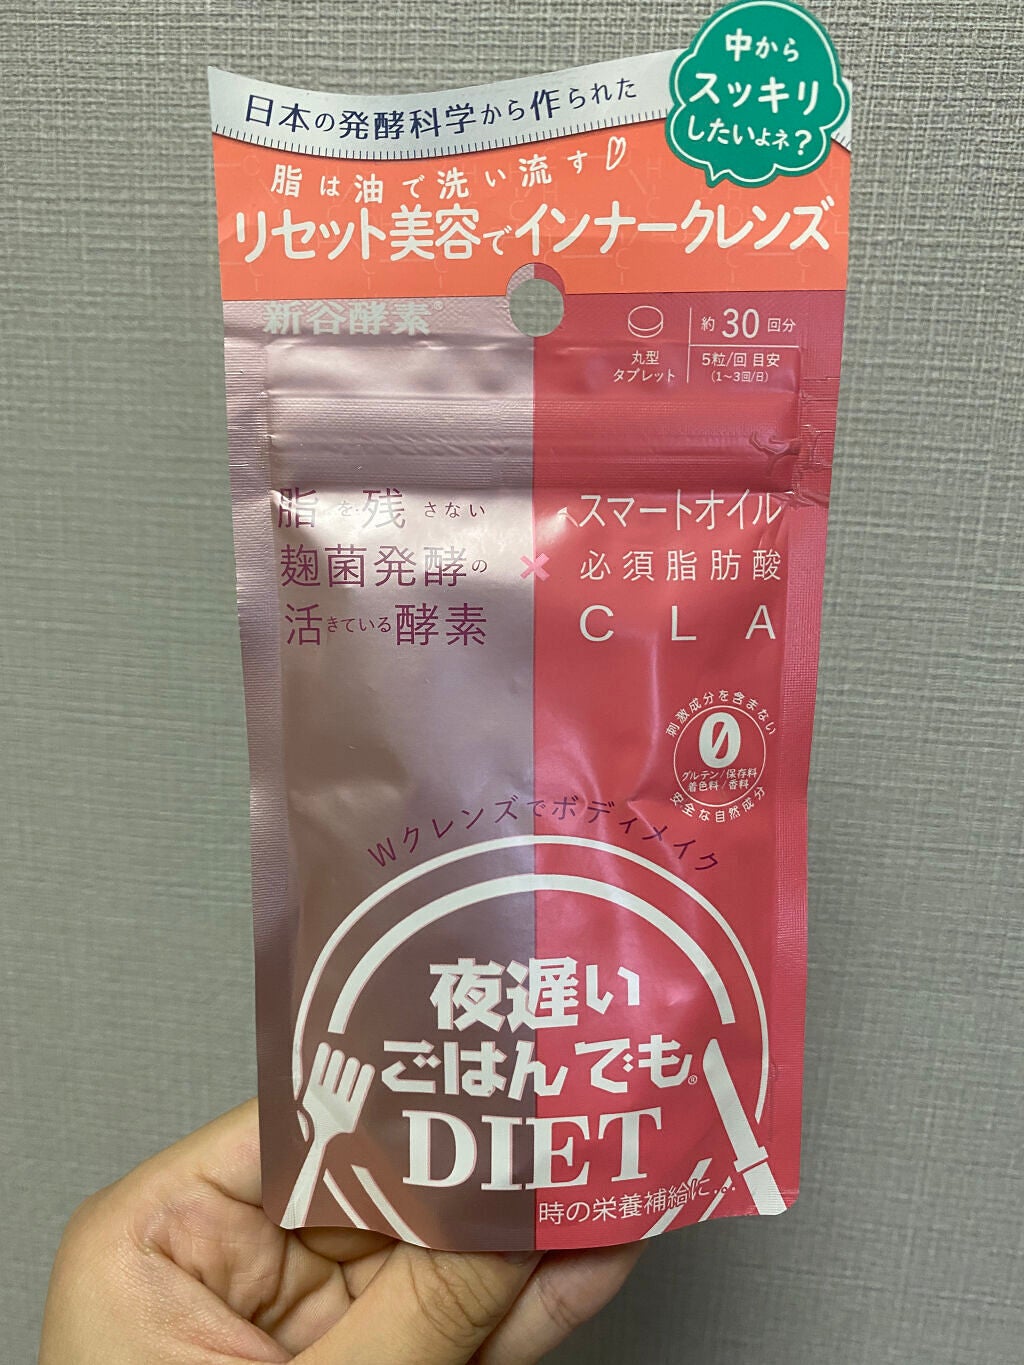 中から
スッキリ
したいよネ?
日本の発酵科学から作られた
脂は油で洗い流す
リセット美容でインナークレンズ
新谷酵素®
約30回分
丸型
タブレット
5粒/回 目安
(1~3回/日)
脂を残さない
麹菌発酵の
活きている酵素
×
スマートオイル
必須脂肪酸
CLA
刺激成分を含まない
0
グルテン/保存料
着色料/香料
安全な自然成分
Wクレンズでボディメイク
夜遅い
ごはんでも®
DIET
時の栄養補給に...